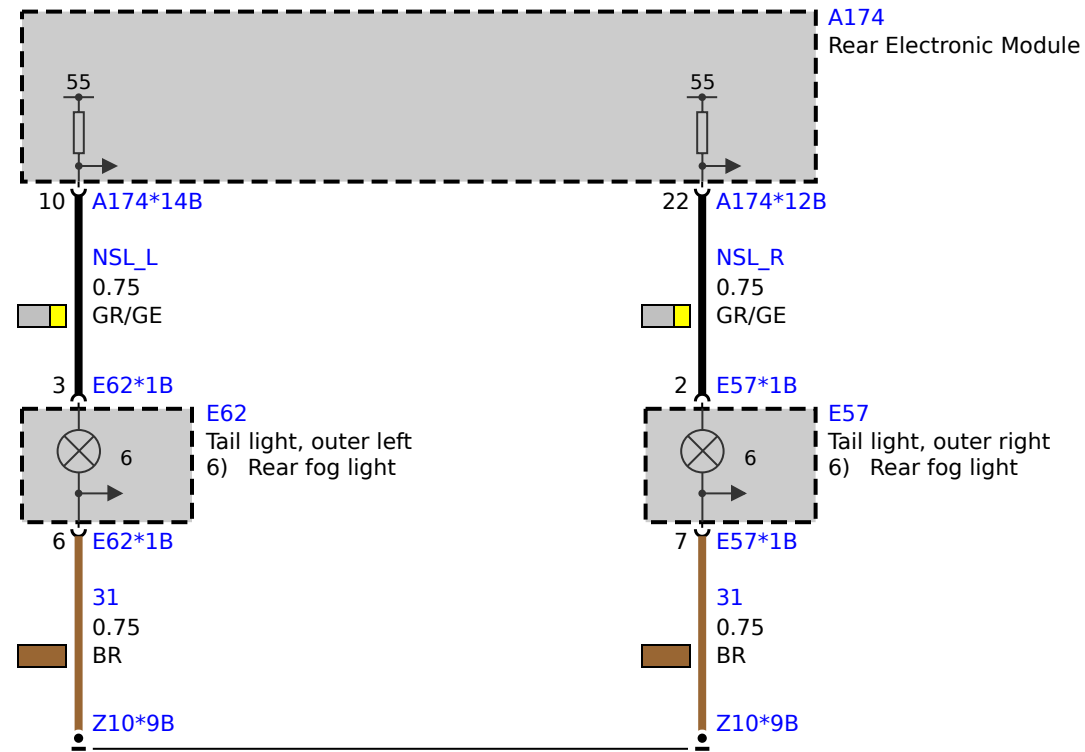 A174
Rear Electronic Module
55 55
10 A174*14B 22 A174*12B
NSL_L NSL_R
0.75 0.75
GR/GE GR/GE
3 E62*1B 2 E57*1B
E62 E57
Tail light, outer left Tail light, outer right
6 6) Rear fog light 6 6) Rear fog light
6 E62*1B 7 E57*1B
31 31
0.75 0.75
BR BR
Z10*9B Z10*9B